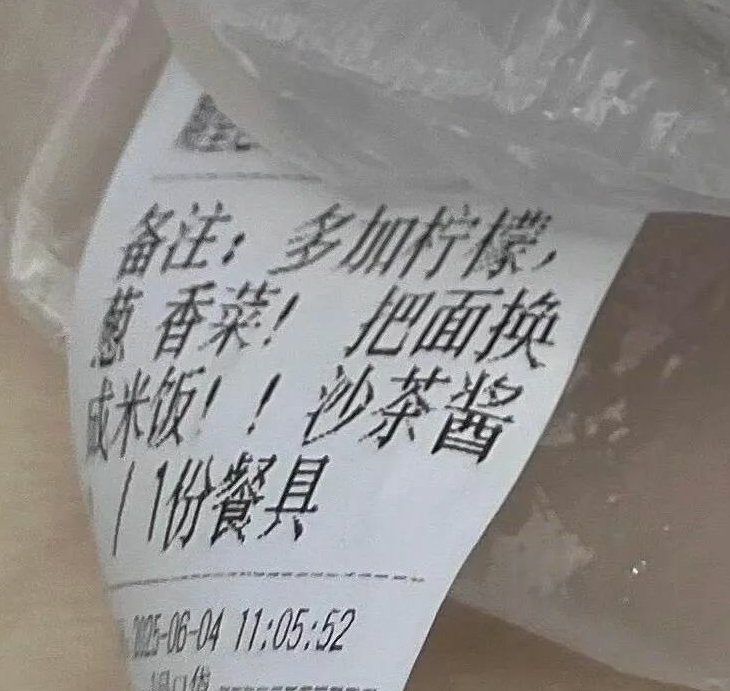 备注：多加柠檬，
葱 香菜！ 把面换
成米饭！！沙茶酱
| 1份餐具
2025-06-04 11:05:52